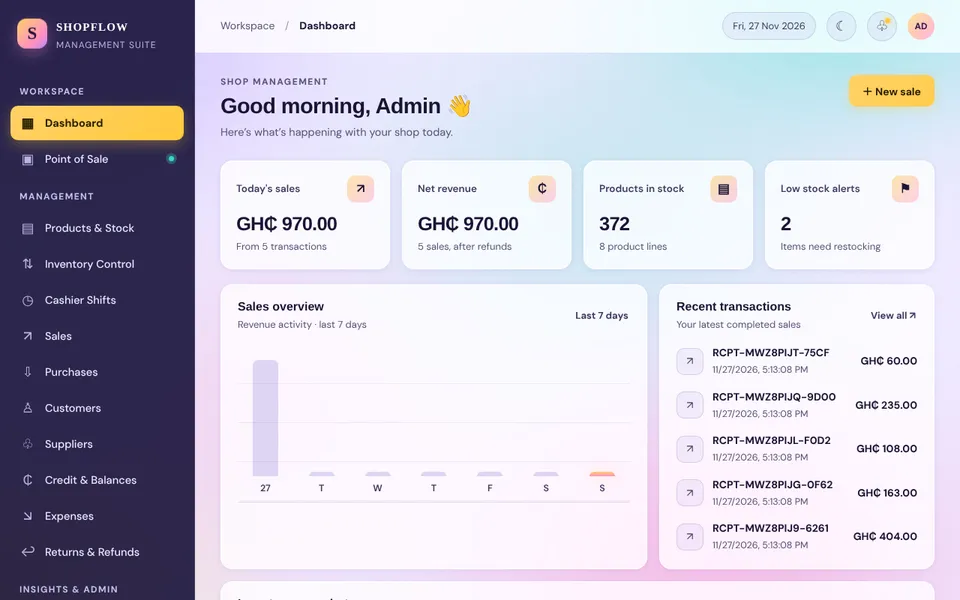 S
SHOPFLOW
MANAGEMENT SUITE
WORKSPACE
Dashboard
Point of Sale
MANAGEMENT
Products & Stock
Inventory Control
Cashier Shifts
Sales
Purchases
Customers
Suppliers
Credit & Balances
Expenses
Returns & Refunds
INSIGHTS & ADMIN
Workspace / Dashboard
Fri, 27 Nov 2026
AD
SHOP MANAGEMENT
Good morning, Admin 👋
Here's what's happening with your shop today.
+ New sale
Today's sales
GH₵ 970.00
From 5 transactions
Net revenue
₵
GH₵ 970.00
5 sales, after refunds
Products in stock
372
8 product lines
Low stock alerts
2
Items need restocking
Sales overview
Revenue activity · last 7 days
Last 7 days
27 T W T F S S
Recent transactions
Your latest completed sales
View all ↗
RCPT-MWZ8PIJT-75CF
11/27/2026, 5:13:08 PM
GH₵ 60.00
RCPT-MWZ8PIJQ-9D00
11/27/2026, 5:13:08 PM
GH₵ 235.00
RCPT-MWZ8PIJL-F0D2
11/27/2026, 5:13:08 PM
GH₵ 108.00
RCPT-MWZ8PIJG-0F62
11/27/2026, 5:13:08 PM
GH₵ 163.00
RCPT-MWZ8PIJ9-6261
11/27/2026, 5:13:08 PM
GH₵ 404.00